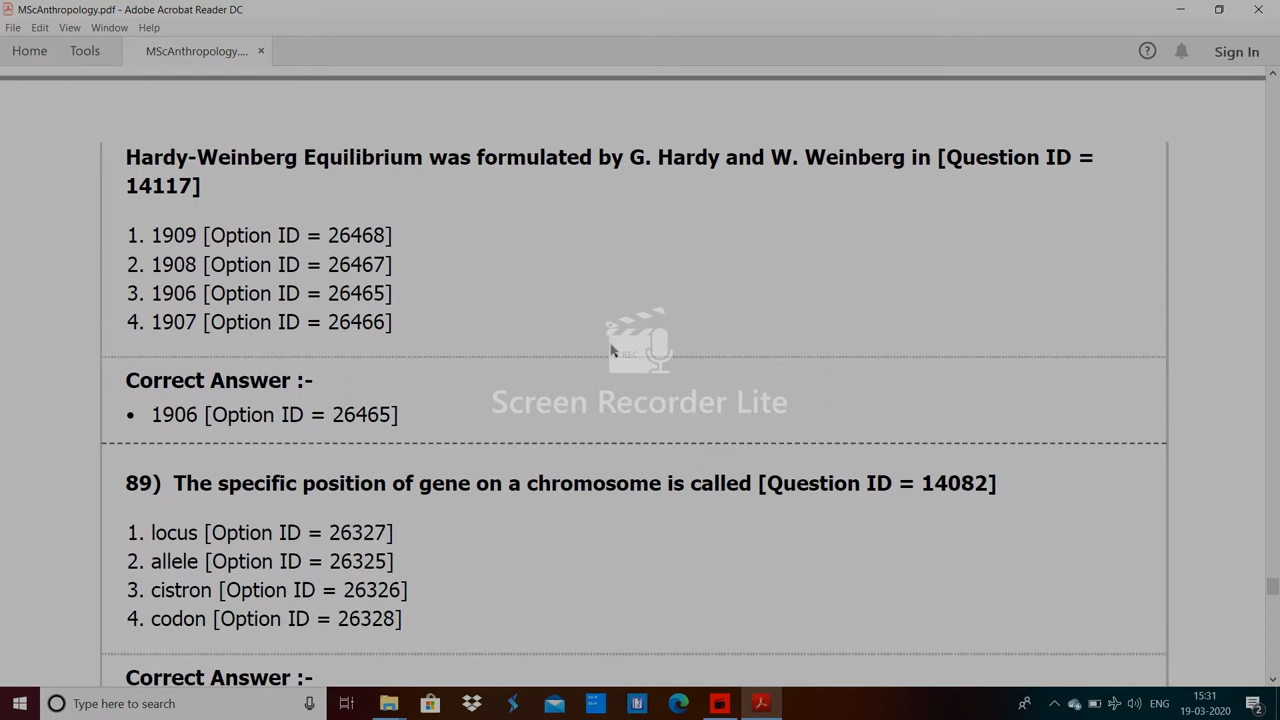 MScAnthropology.pdf - Adobe Acrobat Reader DC
File Edit View Window Help
Home Tools MScAnthropology.... × Sign In
Hardy-Weinberg Equilibrium was formulated by G. Hardy and W. Weinberg in [Question ID =
14117]
1. 1909 [Option ID = 26468]
2. 1908 [Option ID = 26467]
3. 1906 [Option ID = 26465]
4. 1907 [Option ID = 26466]
REC
Correct Answer :-
Screen Recorder Lite
• 1906 [Option ID = 26465]
89) The specific position of gene on a chromosome is called [Question ID = 14082]
1. locus [Option ID = 26327]
2. allele [Option ID = 26325]
3. cistron [Option ID = 26326]
4. codon [Option ID = 26328]
Correct Answer :-
Type here to search
ENG
15:31
19-03-2020
2